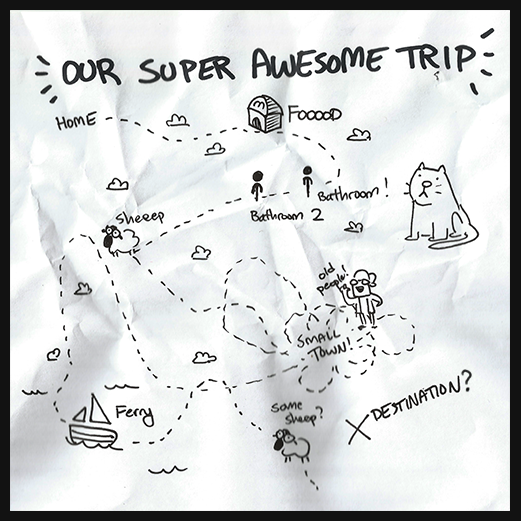 OUR SUPER AWESOME TRIP
HOME
FOOOOD
Bathroom!
Bathroom 2
Sheeep
old
people!
SMALL
TOWN!
Ferry
Same
sheep?
DESTINATION?